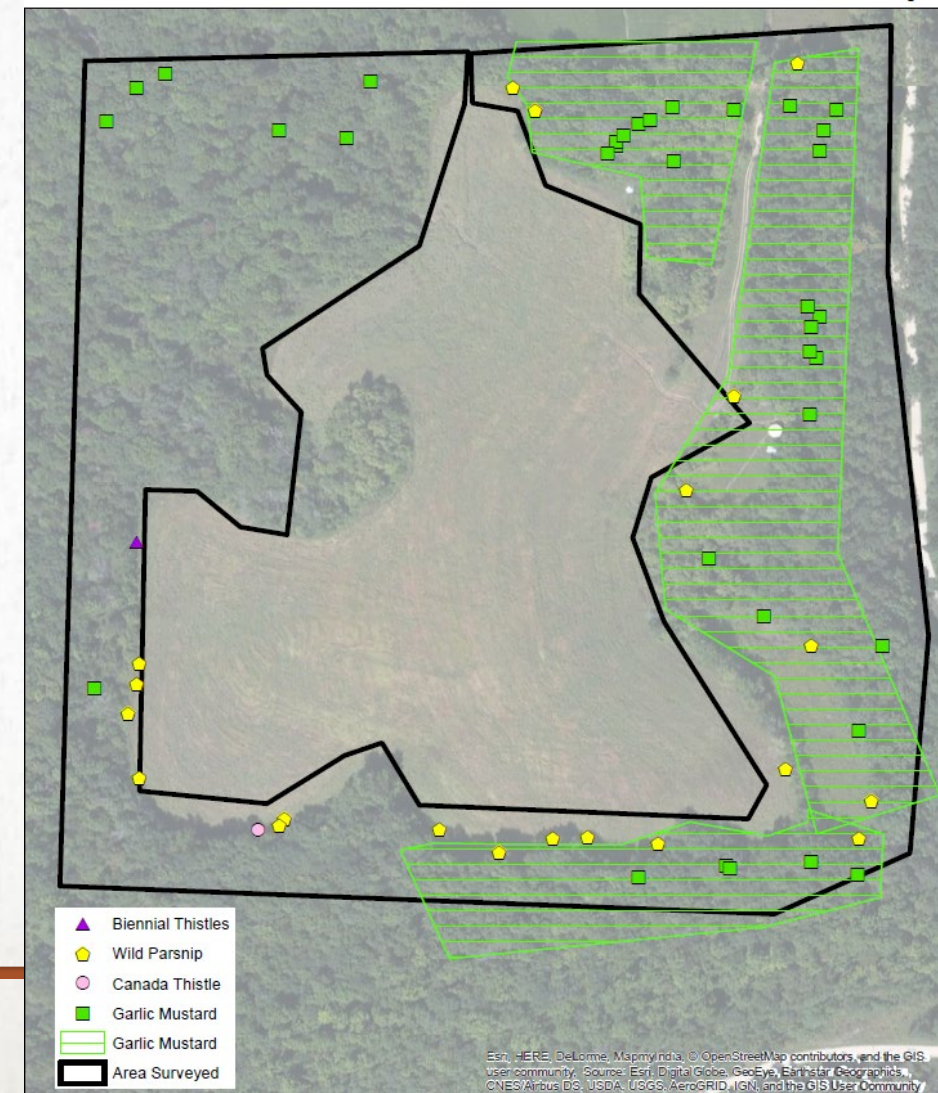 Biennial Thistles
Wild Parsnip
Canada Thistle
Garlic Mustard
Garlic Mustard
Area Surveyed
Esri, HERE, DeLorme, MapmyIndia, © OpenStreetMap contributors, and the GIS
user community, Source: Esri, DigitalGlobe, GeoEye, Earthstar Geographics,
CNES/Airbus DS, USDA, USGS, AeroGRID, IGN, and the GIS User Community